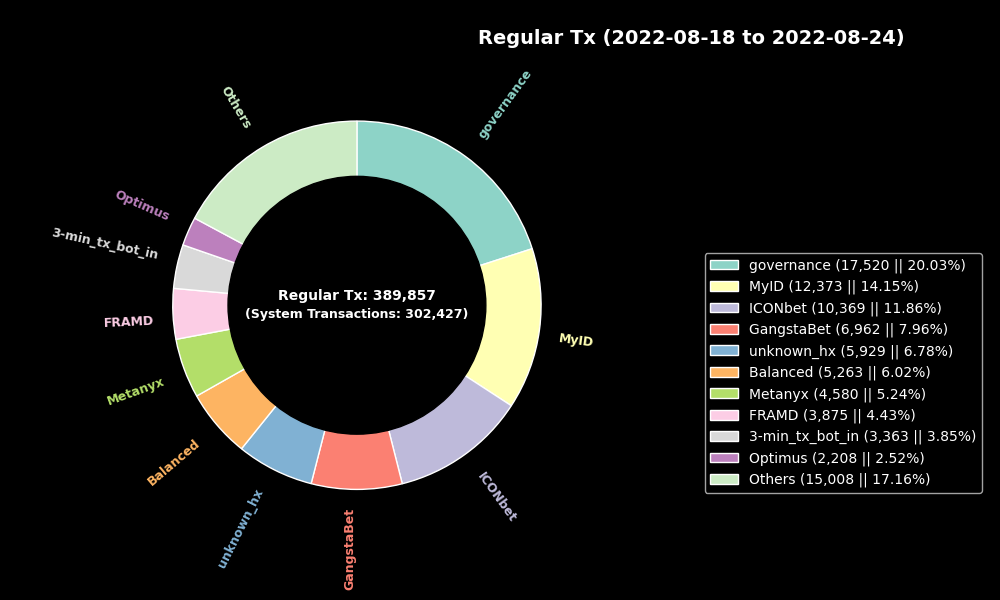 Regular Tx (2022-08-18 to 2022-08-24)
governance
Others
Optimus
3-min_tx_bot_in
FRAMD
Metanyx
Balanced
unknown_hx
GangstaBet
ICONbet
MyID
Regular Tx: 389,857
(System Transactions: 302,427)
governance (17,520 || 20.03%)
MyID (12,373 || 14.15%)
ICONbet (10,369 || 11.86%)
GangstaBet (6,962 || 7.96%)
unknown_hx (5,929 || 6.78%)
Balanced (5,263 || 6.02%)
Metanyx (4,580 || 5.24%)
FRAMD (3,875 || 4.43%)
3-min_tx_bot_in (3,363 || 3.85%)
Optimus (2,208 || 2.52%)
Others (15,008 || 17.16%)